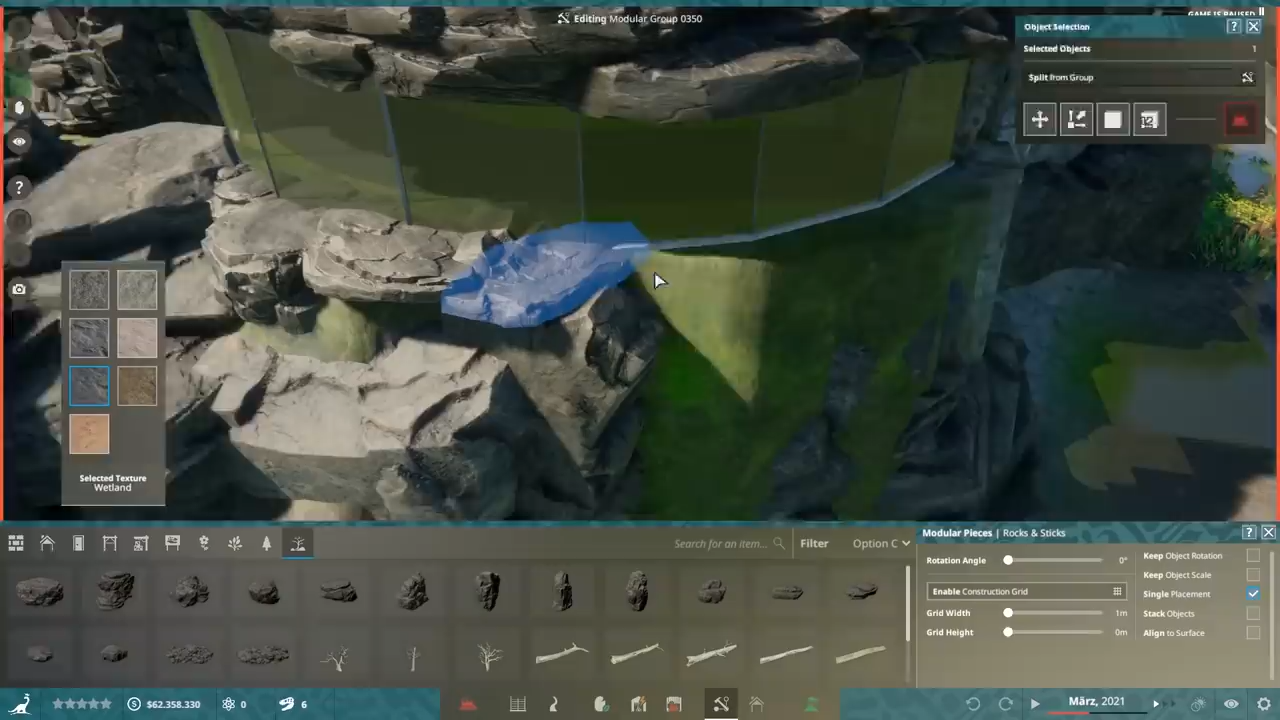 Editing Modular Group 0350
GAME IS PAUSED
Object Selection
Selected Objects 1
Split from Group
Selected Texture
Wetland
Search for an item...
Filter
Option C
Modular Pieces | Rocks & Sticks
Rotation Angle 0°
Enable Construction Grid
Grid Width 1m
Grid Height 0m
Keep Object Rotation
Keep Object Scale
Single Placement
Stack Objects
Align to Surface
$62.358.330
0
6
März, 2021